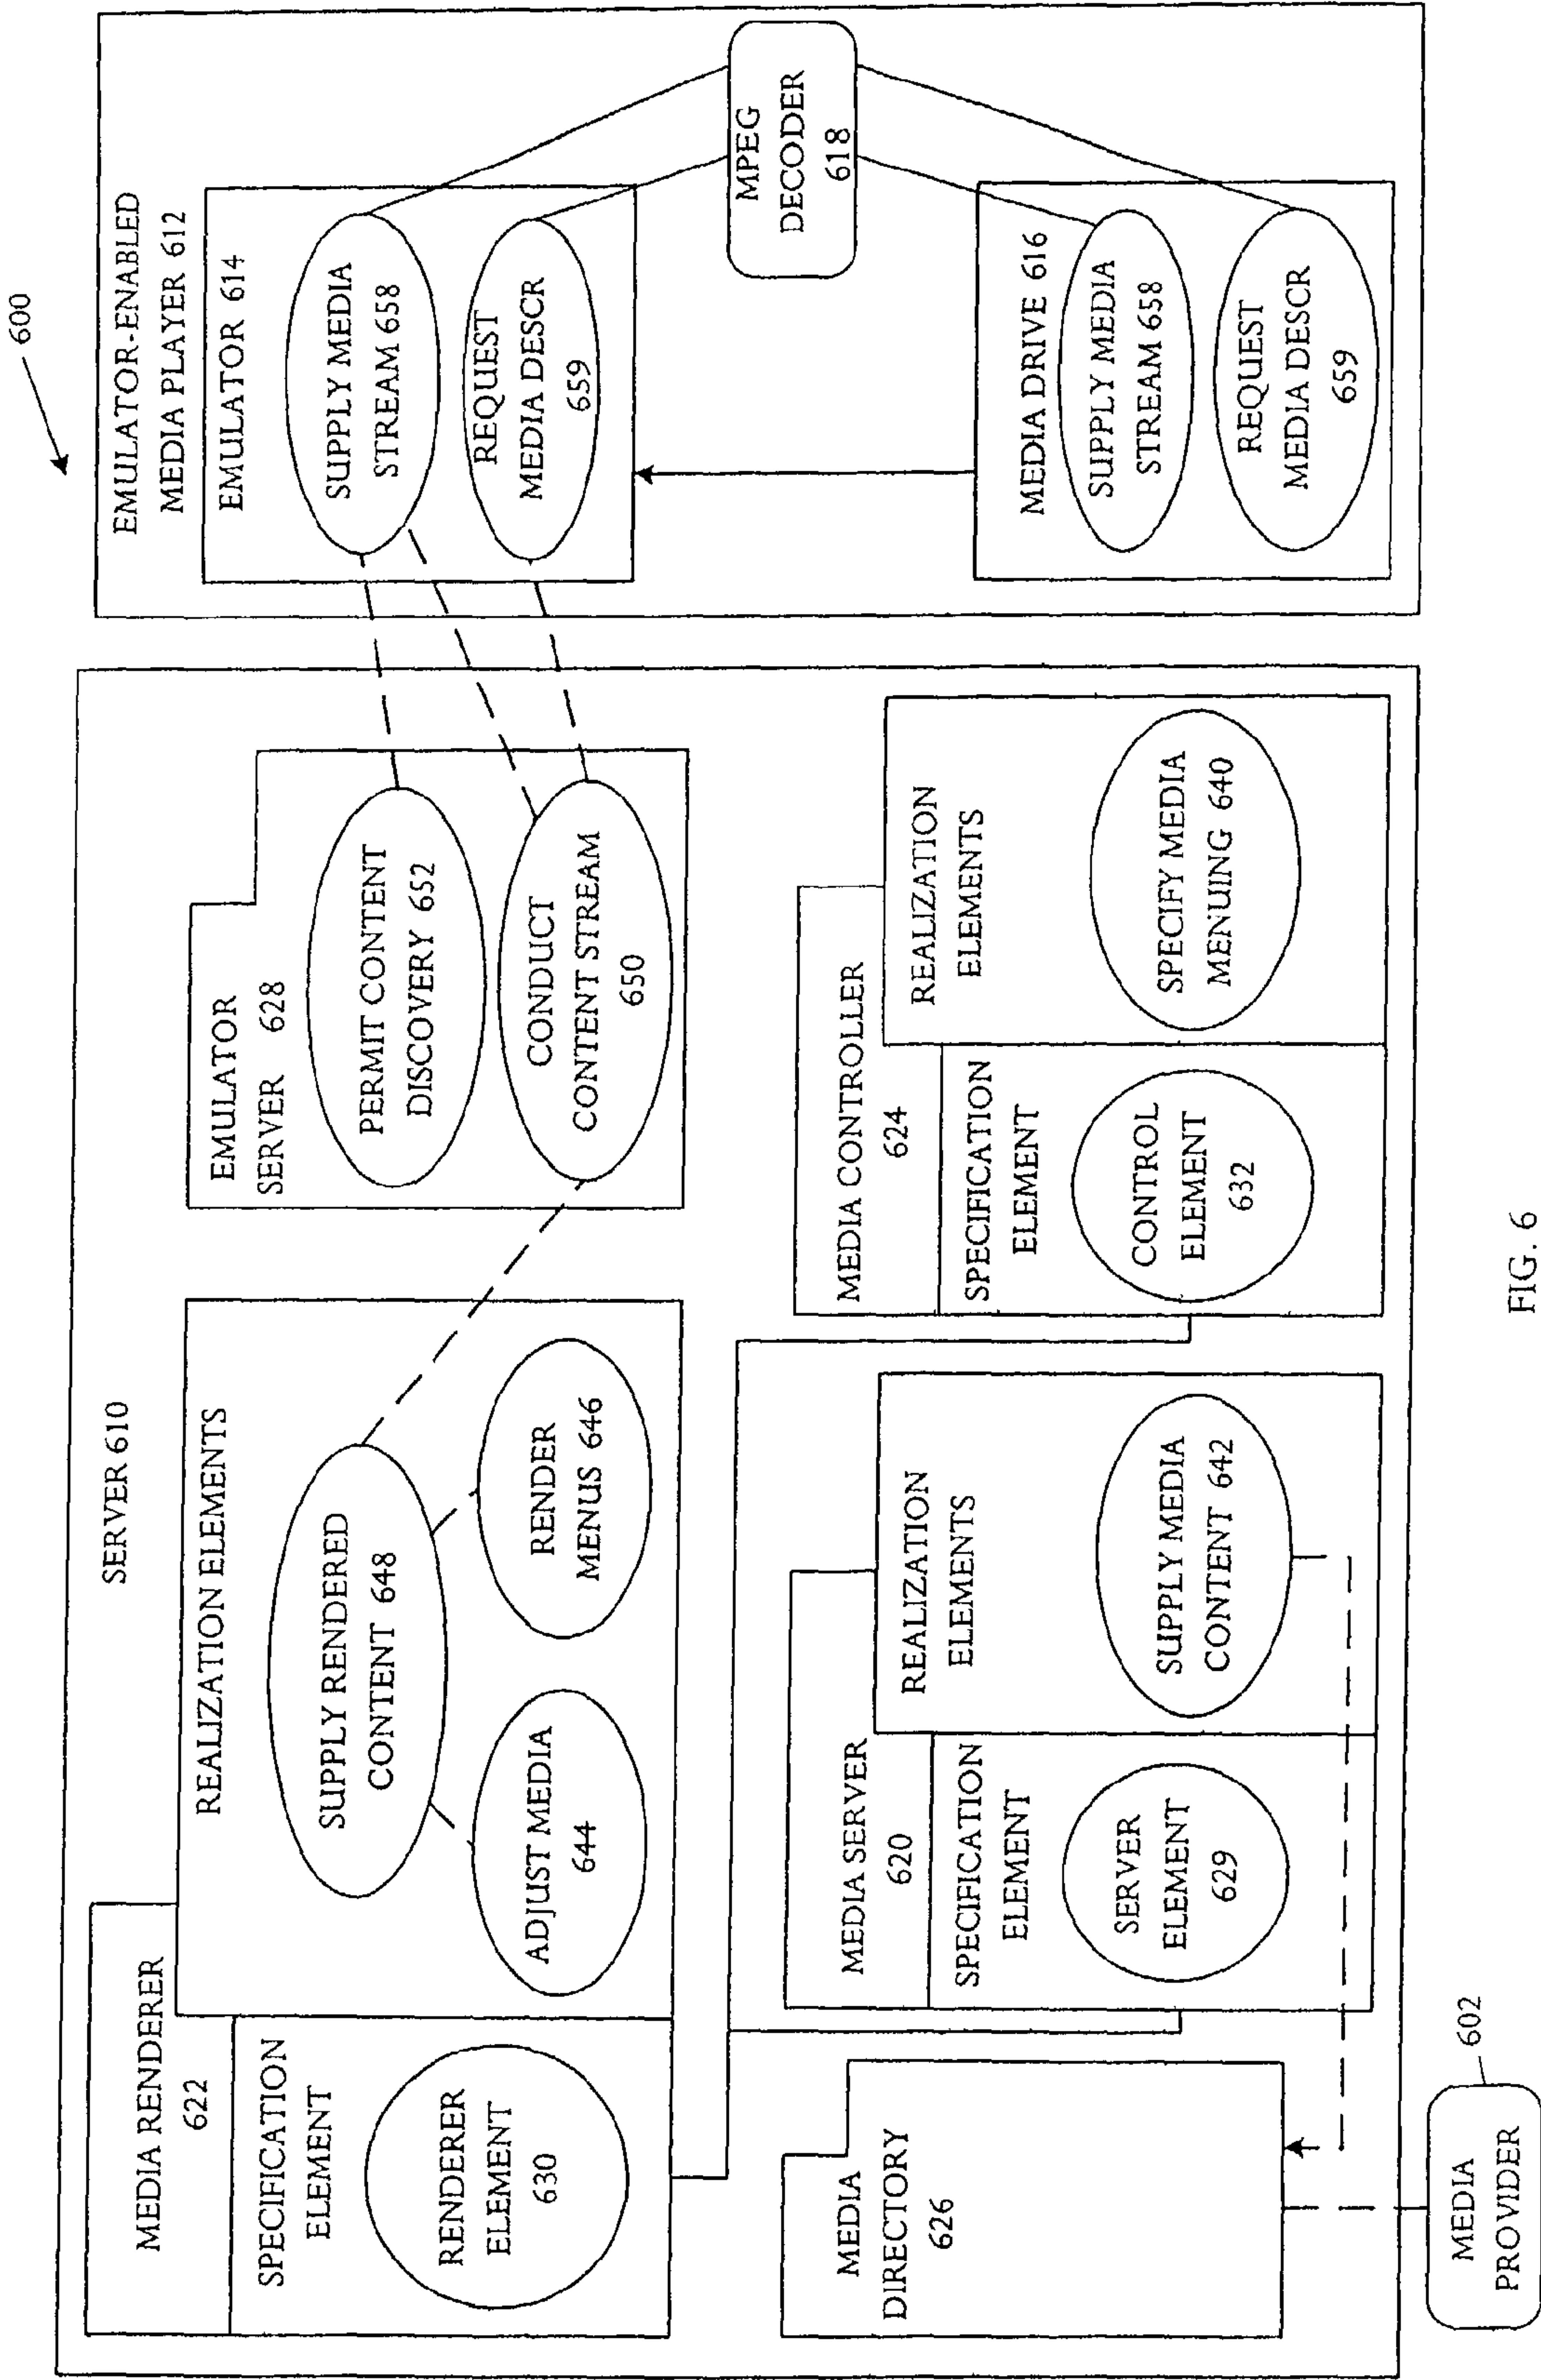 600
SERVER 610
MEDIA RENDERER
622
SPECIFICATION
ELEMENT
RENDERER
ELEMENT
630
REALIZATION ELEMENTS
SUPPLY RENDERED
CONTENT 648
ADJUST MEDIA
644
RENDER
MENUS 646
EMULATOR
SERVER 628
PERMIT CONTENT
DISCOVERY 652
CONDUCT
CONTENT STREAM
650
MEDIA
DIRECTORY
626
MEDIA SERVER
620
SPECIFICATION
ELEMENT
SERVER
ELEMENT
629
REALIZATION
ELEMENTS
SUPPLY MEDIA
CONTENT 642
MEDIA CONTROLLER
624
SPECIFICATION
ELEMENT
CONTROL
ELEMENT
632
REALIZATION
ELEMENTS
SPECIFY MEDIA
MENUING 640
MEDIA
PROVIDER
602
EMULATOR-ENABLED
MEDIA PLAYER 612
EMULATOR 614
SUPPLY MEDIA
STREAM 658
REQUEST
MEDIA DESCR
659
MPEG
DECODER
618
MEDIA DRIVE 616
SUPPLY MEDIA
STREAM 658
REQUEST
MEDIA DESCR
659
FIG. 6